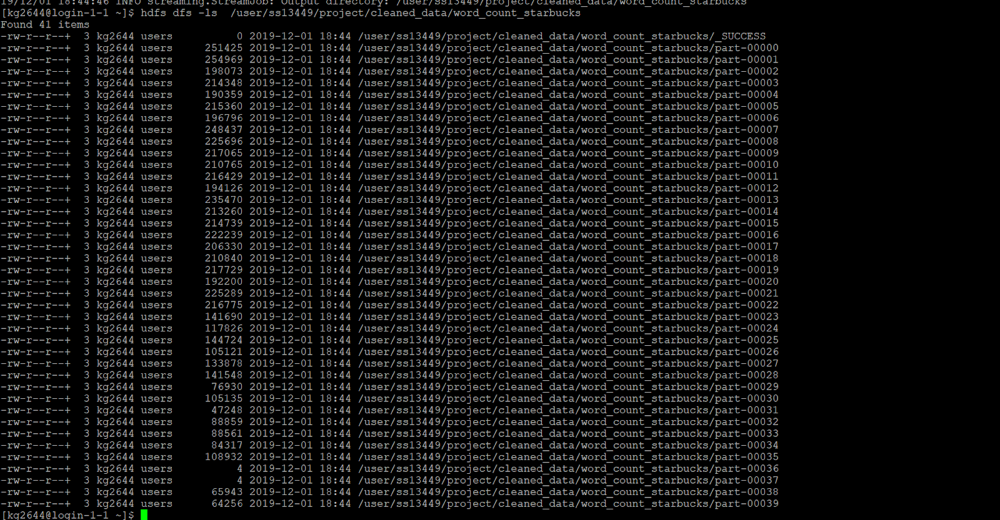 19/12/01 18:44:46 INFO streaming.StreamJob: Output directory: /user/ss13449/project/cleaned_data/word_count_starbucks
[kg2644@login-1-1 ~]$ hdfs dfs -ls  /user/ss13449/project/cleaned_data/word_count_starbucks
Found 41 items
-rw-r--r--+  3 kg2644 users          0 2019-12-01 18:44 /user/ss13449/project/cleaned_data/word_count_starbucks/_SUCCESS
-rw-r--r--+  3 kg2644 users     251425 2019-12-01 18:44 /user/ss13449/project/cleaned_data/word_count_starbucks/part-00000
-rw-r--r--+  3 kg2644 users     254969 2019-12-01 18:44 /user/ss13449/project/cleaned_data/word_count_starbucks/part-00001
-rw-r--r--+  3 kg2644 users     198073 2019-12-01 18:44 /user/ss13449/project/cleaned_data/word_count_starbucks/part-00002
-rw-r--r--+  3 kg2644 users     214348 2019-12-01 18:44 /user/ss13449/project/cleaned_data/word_count_starbucks/part-00003
-rw-r--r--+  3 kg2644 users     190359 2019-12-01 18:44 /user/ss13449/project/cleaned_data/word_count_starbucks/part-00004
-rw-r--r--+  3 kg2644 users     215360 2019-12-01 18:44 /user/ss13449/project/cleaned_data/word_count_starbucks/part-00005
-rw-r--r--+  3 kg2644 users     196796 2019-12-01 18:44 /user/ss13449/project/cleaned_data/word_count_starbucks/part-00006
-rw-r--r--+  3 kg2644 users     248437 2019-12-01 18:44 /user/ss13449/project/cleaned_data/word_count_starbucks/part-00007
-rw-r--r--+  3 kg2644 users     225696 2019-12-01 18:44 /user/ss13449/project/cleaned_data/word_count_starbucks/part-00008
-rw-r--r--+  3 kg2644 users     217065 2019-12-01 18:44 /user/ss13449/project/cleaned_data/word_count_starbucks/part-00009
-rw-r--r--+  3 kg2644 users     210765 2019-12-01 18:44 /user/ss13449/project/cleaned_data/word_count_starbucks/part-00010
-rw-r--r--+  3 kg2644 users     216429 2019-12-01 18:44 /user/ss13449/project/cleaned_data/word_count_starbucks/part-00011
-rw-r--r--+  3 kg2644 users     194126 2019-12-01 18:44 /user/ss13449/project/cleaned_data/word_count_starbucks/part-00012
-rw-r--r--+  3 kg2644 users     235470 2019-12-01 18:44 /user/ss13449/project/cleaned_data/word_count_starbucks/part-00013
-rw-r--r--+  3 kg2644 users     213260 2019-12-01 18:44 /user/ss13449/project/cleaned_data/word_count_starbucks/part-00014
-rw-r--r--+  3 kg2644 users     214739 2019-12-01 18:44 /user/ss13449/project/cleaned_data/word_count_starbucks/part-00015
-rw-r--r--+  3 kg2644 users     222239 2019-12-01 18:44 /user/ss13449/project/cleaned_data/word_count_starbucks/part-00016
-rw-r--r--+  3 kg2644 users     206330 2019-12-01 18:44 /user/ss13449/project/cleaned_data/word_count_starbucks/part-00017
-rw-r--r--+  3 kg2644 users     210840 2019-12-01 18:44 /user/ss13449/project/cleaned_data/word_count_starbucks/part-00018
-rw-r--r--+  3 kg2644 users     217729 2019-12-01 18:44 /user/ss13449/project/cleaned_data/word_count_starbucks/part-00019
-rw-r--r--+  3 kg2644 users     192200 2019-12-01 18:44 /user/ss13449/project/cleaned_data/word_count_starbucks/part-00020
-rw-r--r--+  3 kg2644 users     225289 2019-12-01 18:44 /user/ss13449/project/cleaned_data/word_count_starbucks/part-00021
-rw-r--r--+  3 kg2644 users     216775 2019-12-01 18:44 /user/ss13449/project/cleaned_data/word_count_starbucks/part-00022
-rw-r--r--+  3 kg2644 users     141690 2019-12-01 18:44 /user/ss13449/project/cleaned_data/word_count_starbucks/part-00023
-rw-r--r--+  3 kg2644 users     117826 2019-12-01 18:44 /user/ss13449/project/cleaned_data/word_count_starbucks/part-00024
-rw-r--r--+  3 kg2644 users     144724 2019-12-01 18:44 /user/ss13449/project/cleaned_data/word_count_starbucks/part-00025
-rw-r--r--+  3 kg2644 users     105121 2019-12-01 18:44 /user/ss13449/project/cleaned_data/word_count_starbucks/part-00026
-rw-r--r--+  3 kg2644 users     133878 2019-12-01 18:44 /user/ss13449/project/cleaned_data/word_count_starbucks/part-00027
-rw-r--r--+  3 kg2644 users     141548 2019-12-01 18:44 /user/ss13449/project/cleaned_data/word_count_starbucks/part-00028
-rw-r--r--+  3 kg2644 users      76930 2019-12-01 18:44 /user/ss13449/project/cleaned_data/word_count_starbucks/part-00029
-rw-r--r--+  3 kg2644 users     105135 2019-12-01 18:44 /user/ss13449/project/cleaned_data/word_count_starbucks/part-00030
-rw-r--r--+  3 kg2644 users      47248 2019-12-01 18:44 /user/ss13449/project/cleaned_data/word_count_starbucks/part-00031
-rw-r--r--+  3 kg2644 users      88859 2019-12-01 18:44 /user/ss13449/project/cleaned_data/word_count_starbucks/part-00032
-rw-r--r--+  3 kg2644 users      88561 2019-12-01 18:44 /user/ss13449/project/cleaned_data/word_count_starbucks/part-00033
-rw-r--r--+  3 kg2644 users      84317 2019-12-01 18:44 /user/ss13449/project/cleaned_data/word_count_starbucks/part-00034
-rw-r--r--+  3 kg2644 users     108932 2019-12-01 18:44 /user/ss13449/project/cleaned_data/word_count_starbucks/part-00035
-rw-r--r--+  3 kg2644 users          4 2019-12-01 18:44 /user/ss13449/project/cleaned_data/word_count_starbucks/part-00036
-rw-r--r--+  3 kg2644 users          4 2019-12-01 18:44 /user/ss13449/project/cleaned_data/word_count_starbucks/part-00037
-rw-r--r--+  3 kg2644 users      65943 2019-12-01 18:44 /user/ss13449/project/cleaned_data/word_count_starbucks/part-00038
-rw-r--r--+  3 kg2644 users      64256 2019-12-01 18:44 /user/ss13449/project/cleaned_data/word_count_starbucks/part-00039
[kg2644@login-1-1 ~]$